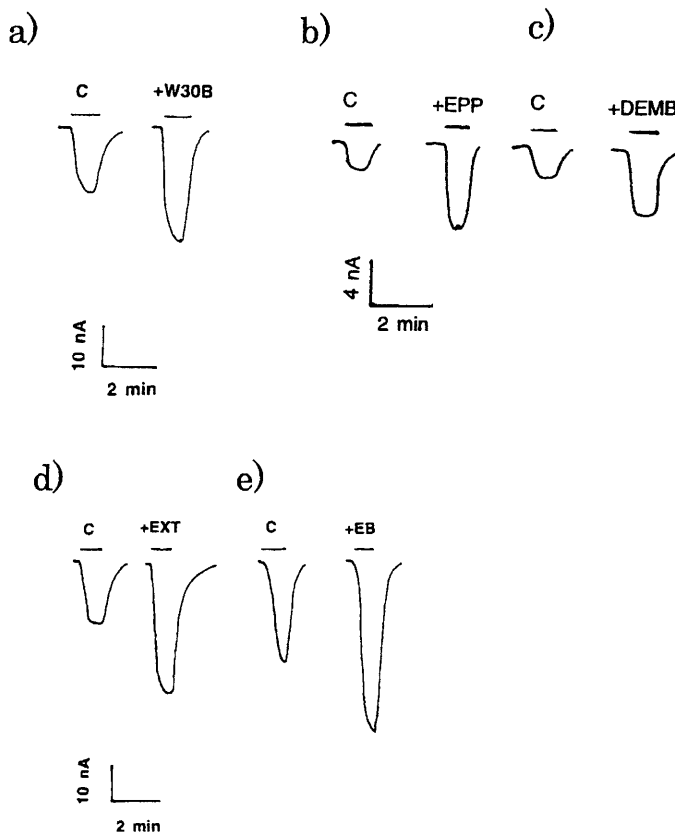 a)
C +W30B
10 nA
2 min
b) c)
C +EPP C +DEMB
4 nA
2 min
d) e)
C +EXT C +EB
10 nA
2 min